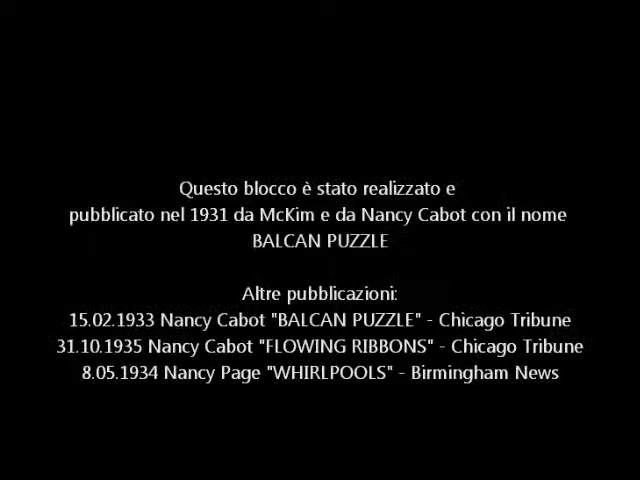 Questo blocco è stato realizzato e
pubblicato nel 1931 da McKim e da Nancy Cabot con il nome
BALCAN PUZZLE
Altre pubblicazioni:
15.02.1933 Nancy Cabot "BALCAN PUZZLE" - Chicago Tribune
31.10.1935 Nancy Cabot "FLOWING RIBBONS" - Chicago Tribune
8.05.1934 Nancy Page "WHIRLPOOLS" - Birmingham News